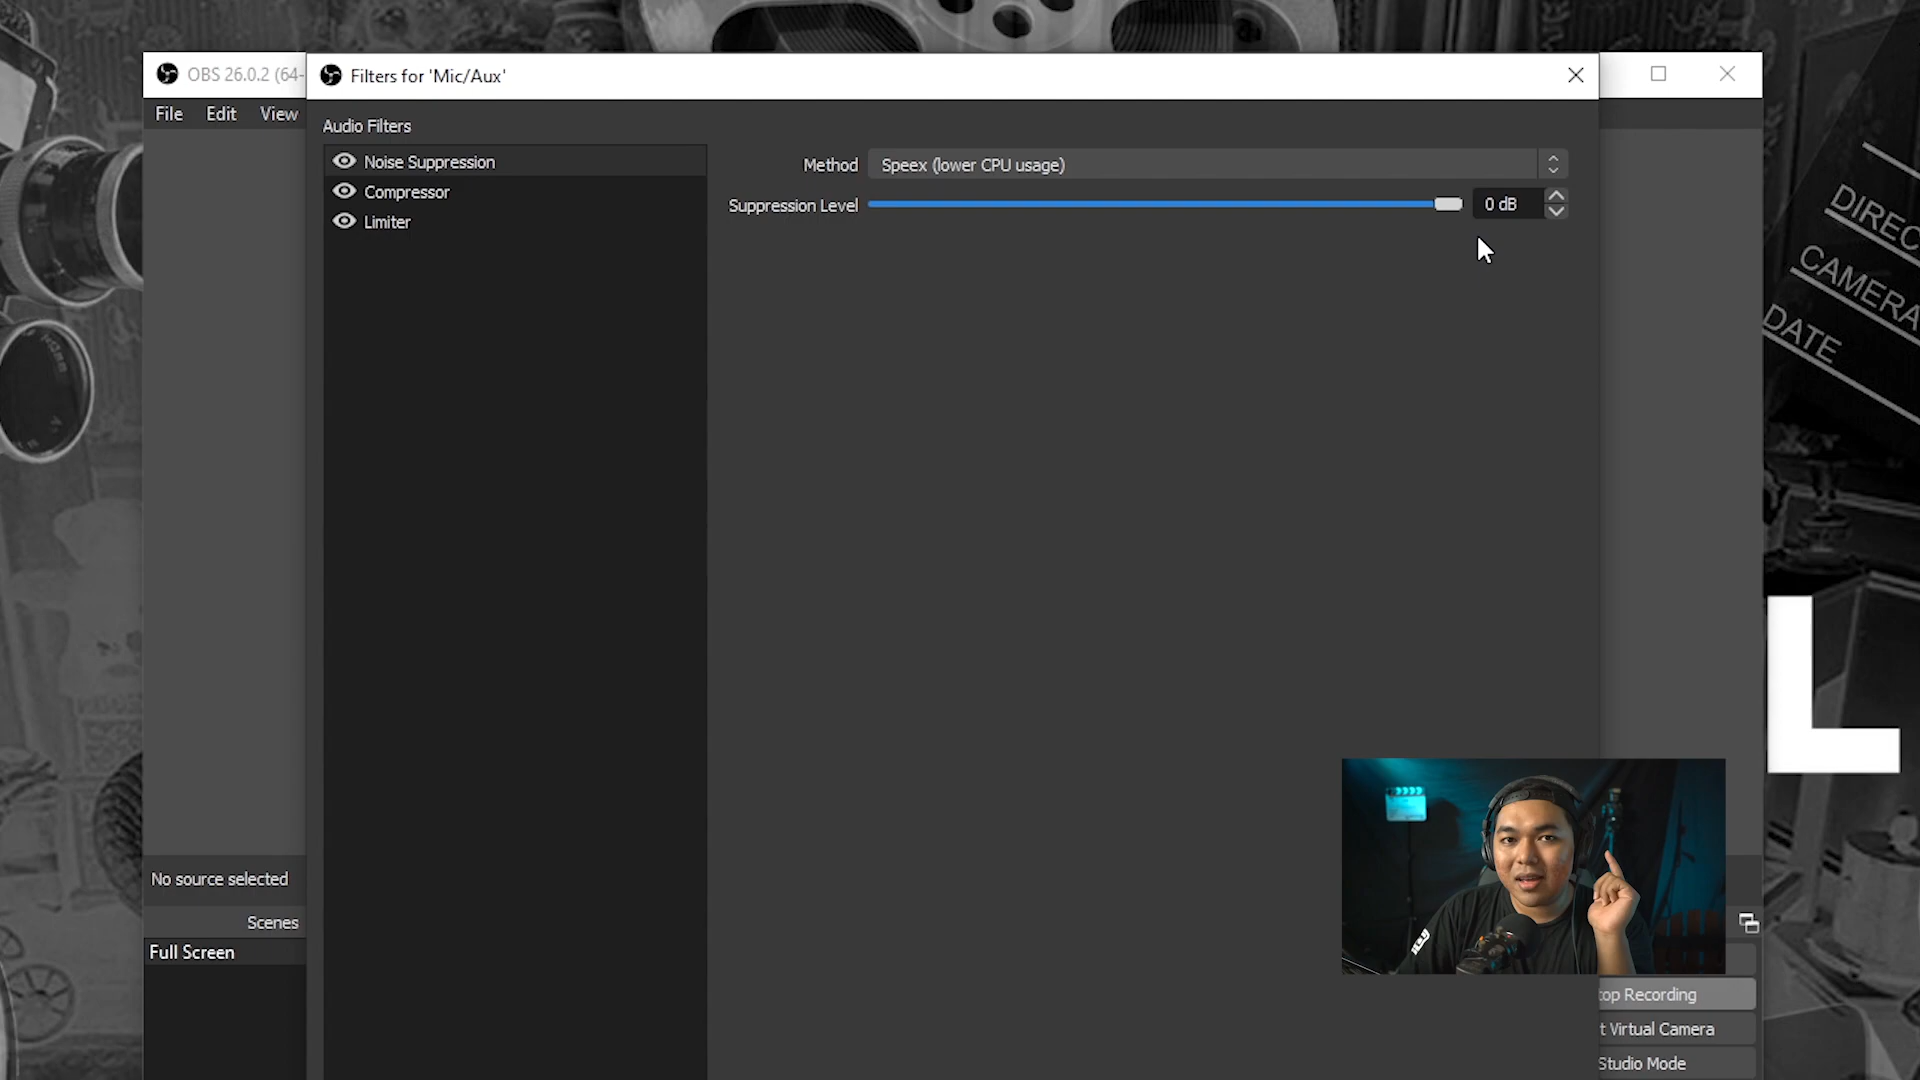 OBS 26.0.2 (64-
Filters for 'Mic/Aux'
File Edit View
Audio Filters
Noise Suppression
Compressor
Limiter
Method Speex (lower CPU usage)
Suppression Level 0 dB
DIREC
CAMERA
DATE
L
No source selected
Scenes
Full Screen
top Recording
t Virtual Camera
Studio Mode